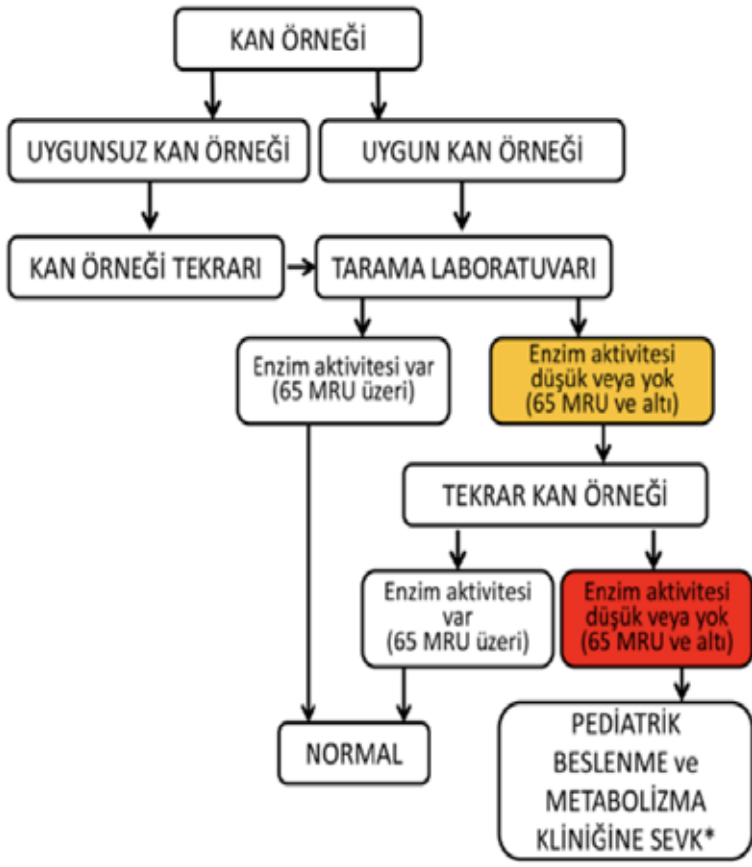 KAN ÖRNEĞİ
UYGUNSUZ KAN ÖRNEĞİ
UYGUN KAN ÖRNEĞİ
KAN ÖRNEĞİ TEKRARI
TARAMA LABORATUVARI
Enzim aktivitesi var
(65 MRU üzeri)
Enzim aktivitesi
düşük veya yok
(65 MRU ve altı)
TEKRAR KAN ÖRNEĞİ
Enzim aktivitesi
var
(65 MRU üzeri)
Enzim aktivitesi
düşük veya yok
(65 MRU ve altı)
NORMAL
PEDİATRİK
BESLENME ve
METABOLİZMA
KLİNİĞİNE SEVK*